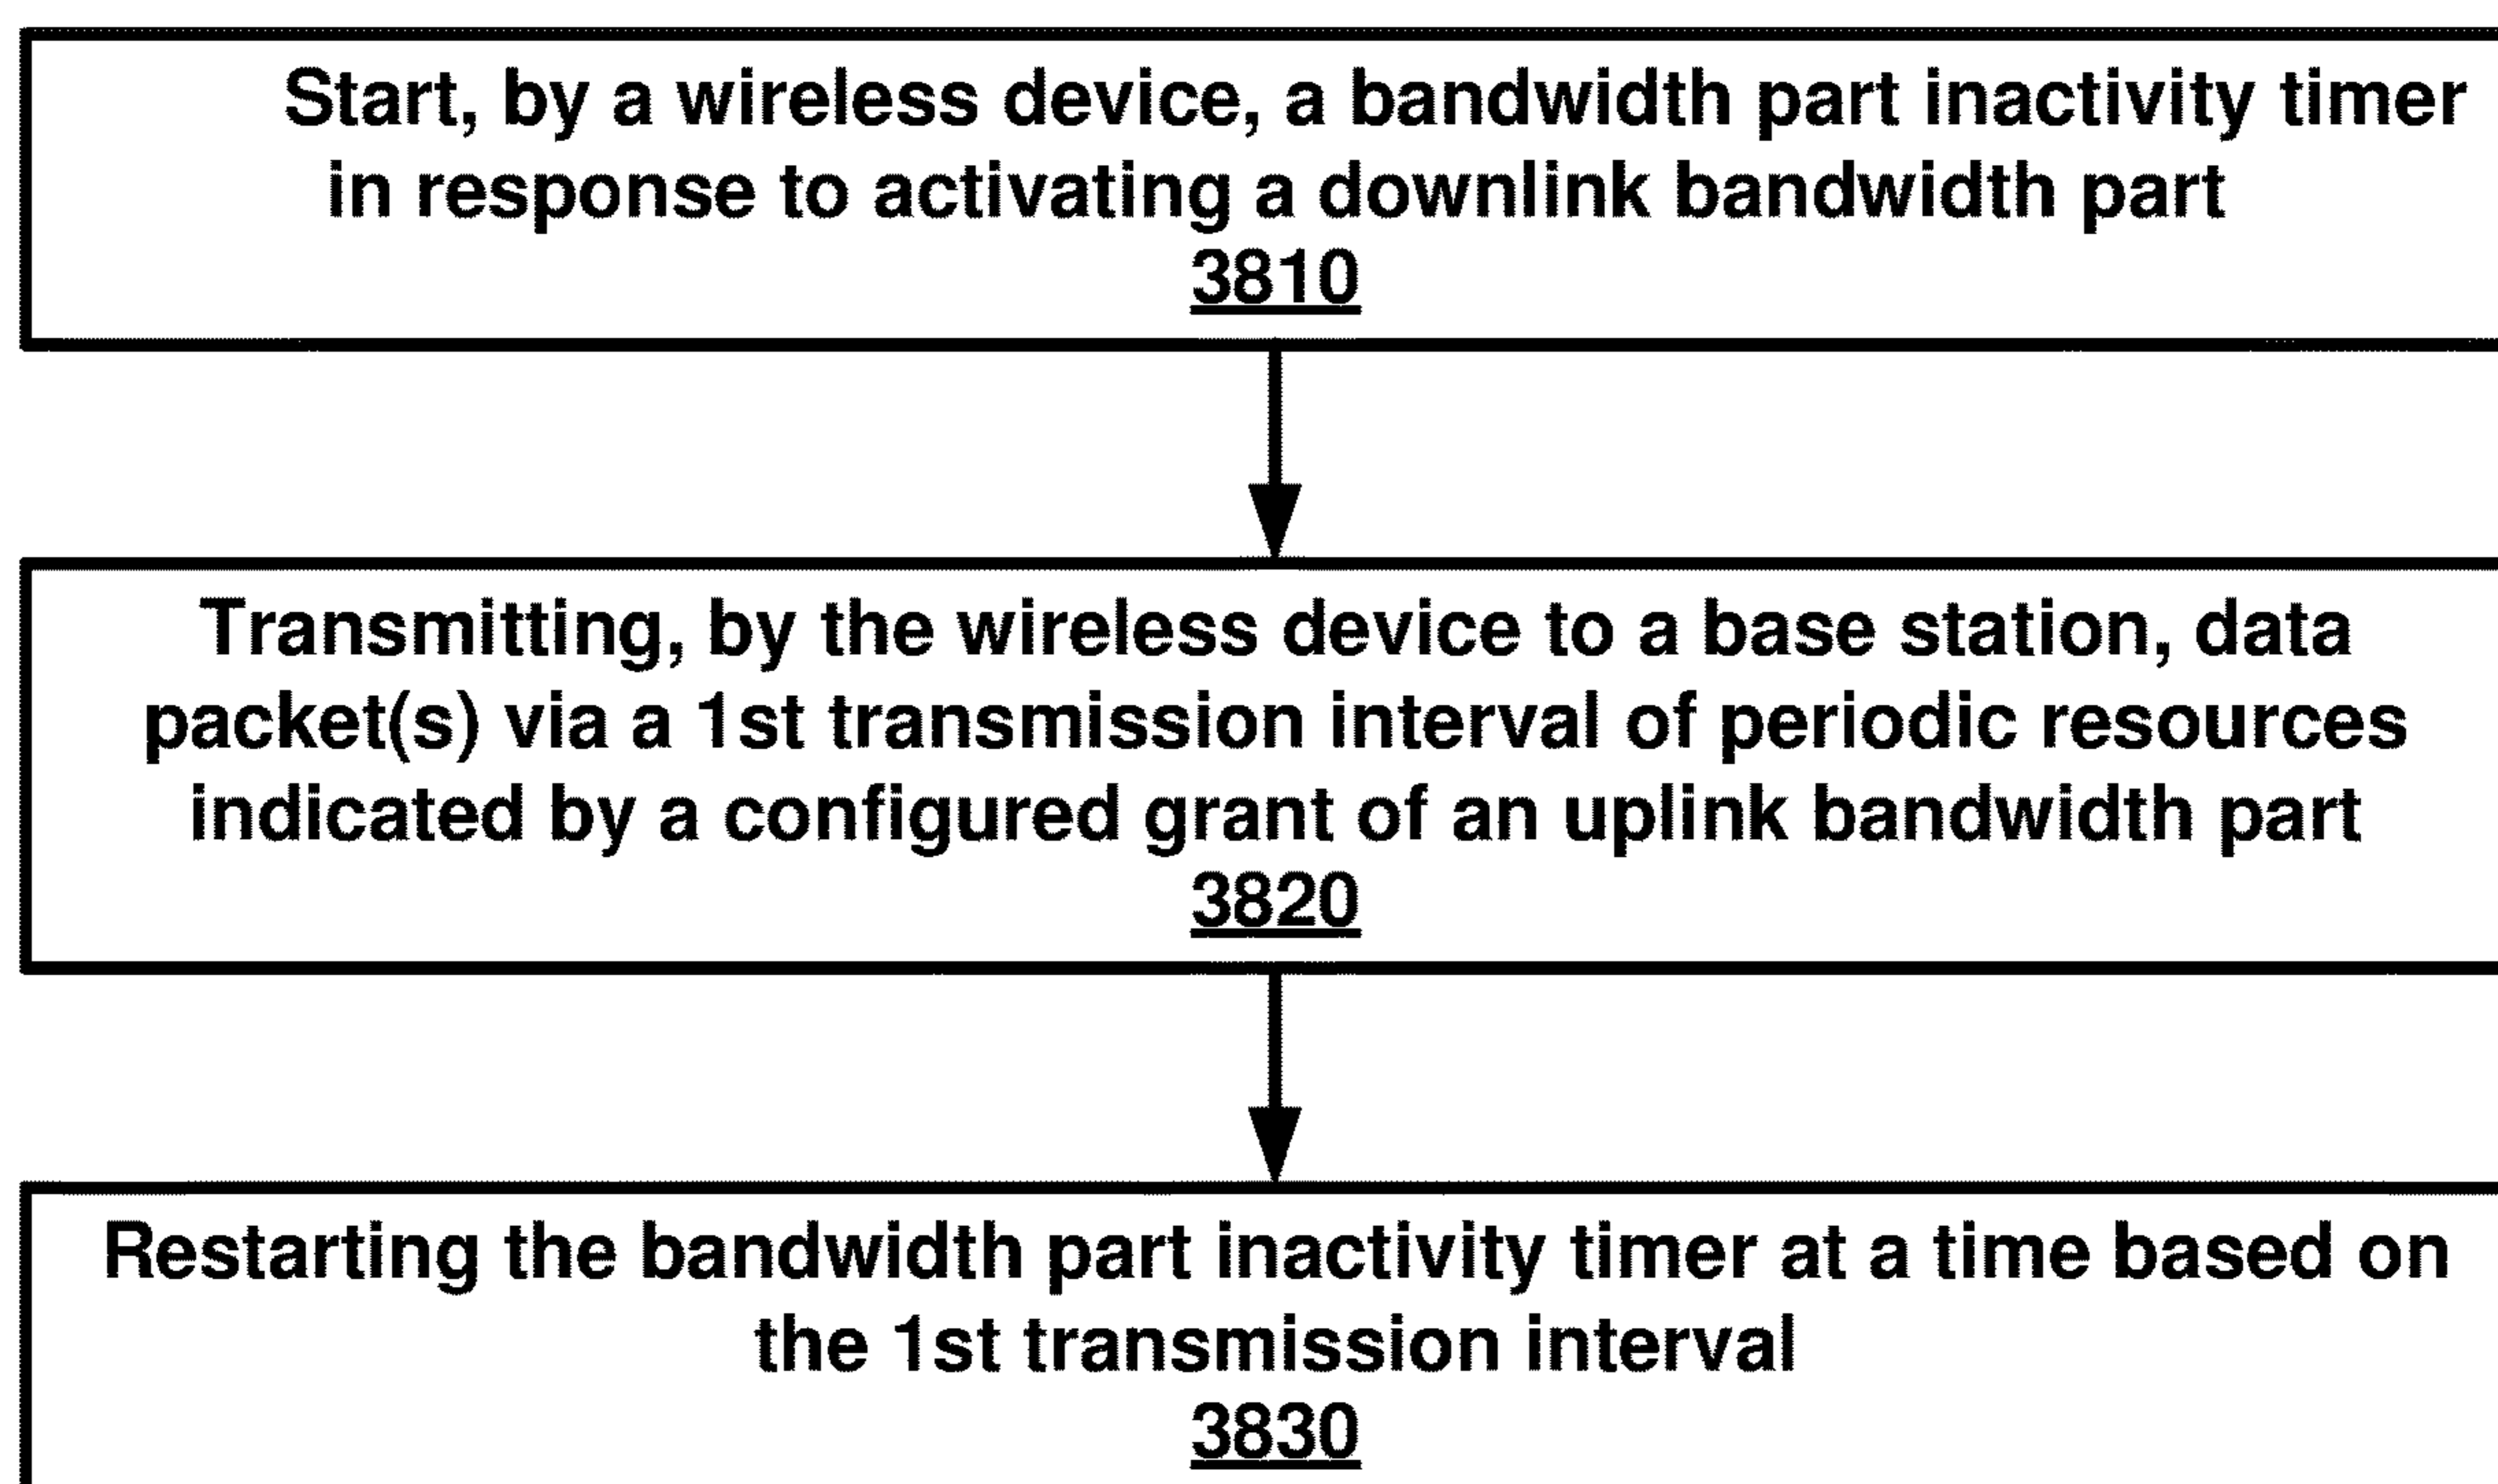 Start, by a wireless device, a bandwidth part inactivity timer
in response to activating a downlink bandwidth part
3810
Transmitting, by the wireless device to a base station, data
packet(s) via a 1st transmission interval of periodic resources
indicated by a configured grant of an uplink bandwidth part
3820
Restarting the bandwidth part inactivity timer at a time based on
the 1st transmission interval
3830